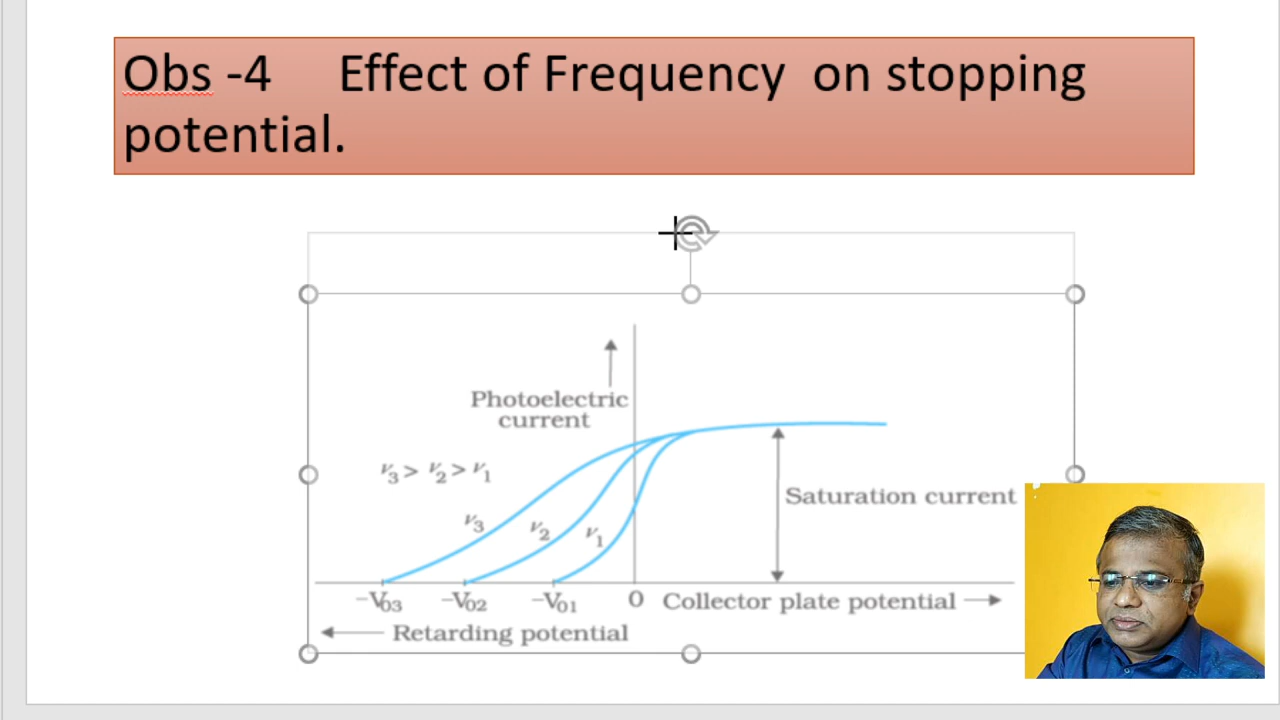 Obs -4 Effect of Frequency on stopping
potential.
Photoelectric
current
ν₃ > ν₂ > ν₁
Saturation current
ν₃
ν₂
ν₁
–V₀₃ –V₀₂ –V₀₁ 0 Collector plate potential →
← Retarding potential